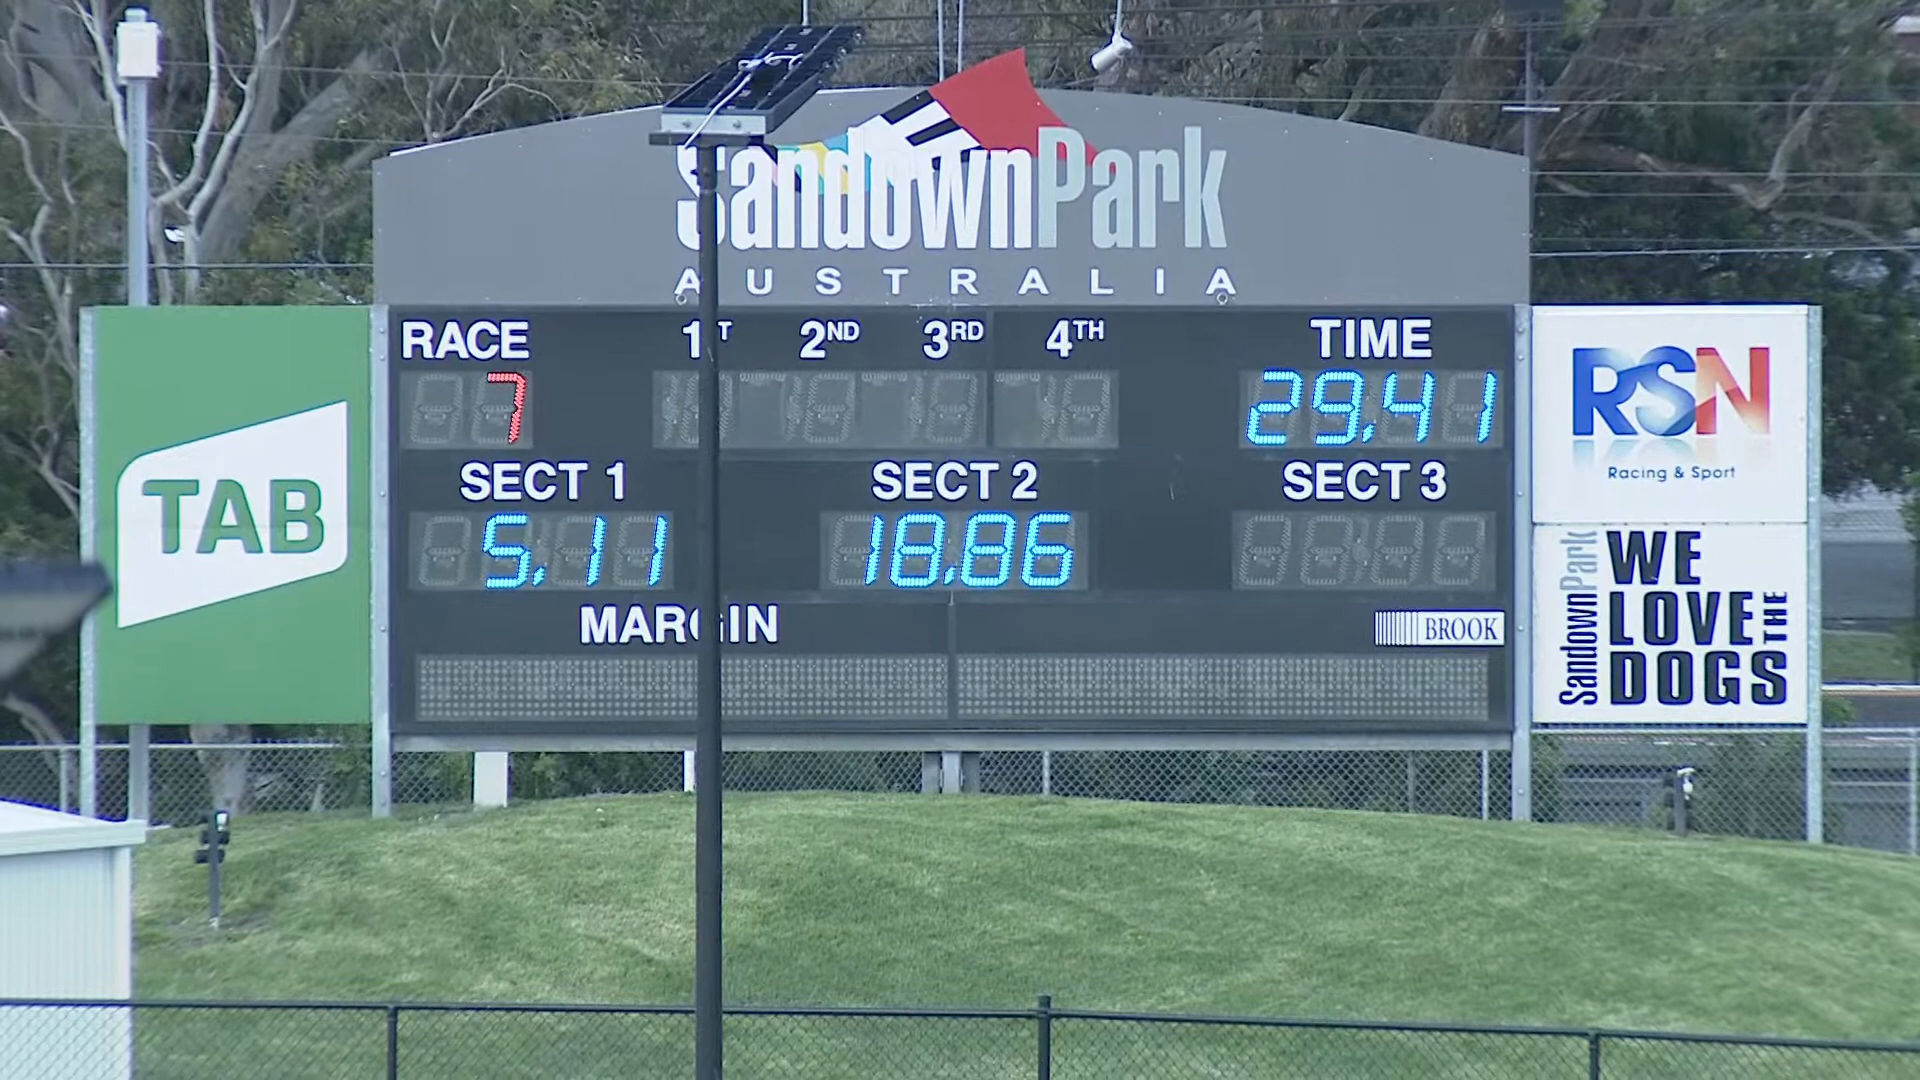 SandownPark
AUSTRALIA
RACE 1ST 2ND 3RD 4TH TIME
7 29.41
SECT 1 SECT 2 SECT 3
5.11 18.86
MARGIN
BROOK
TAB
RSN
Racing & Sport
SandownPark
WE
LOVE THE
DOGS